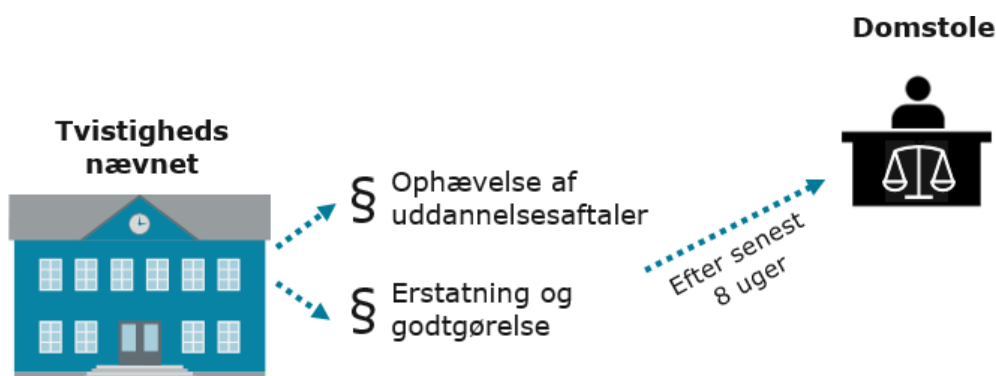 Domstole
Tvistigheds
nævnet
§ Ophævelse af
uddannelsesaftaler
§ Erstatning og
godtgørelse
Efter senest
8 uger